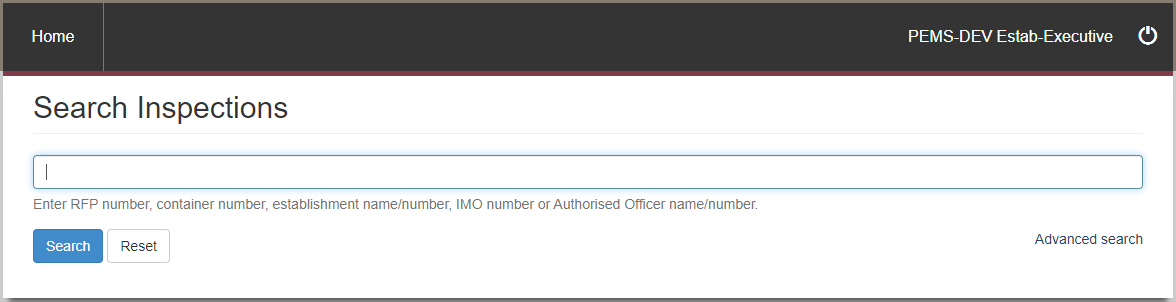 Home
PEMS-DEV Estab-Executive
Search Inspections
Enter RFP number, container number, establishment name/number, IMO number or Authorised Officer name/number.
Search
Reset
Advanced search